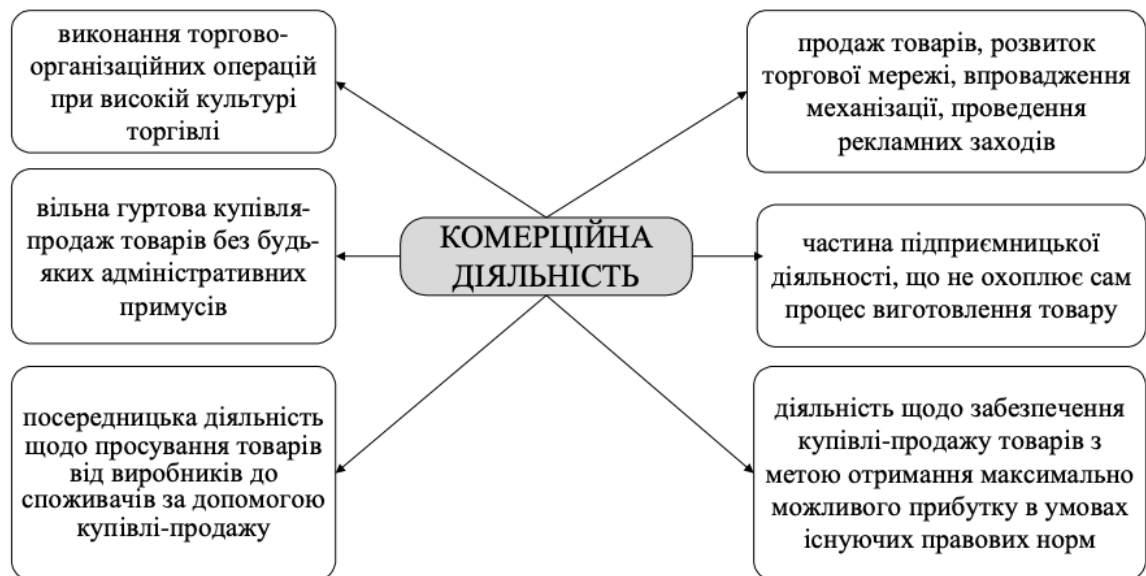 виконання торгово-
організаційних операцій
при високій культурі
торгівлі
вільна гуртова купівля-
продаж товарів без будь-
яких адміністративних
примусів
посередницька діяльність
щодо просування товарів
від виробників до
споживачів за допомогою
купівлі-продажу
КОМЕРЦІЙНА
ДІЯЛЬНІСТЬ
продаж товарів, розвиток
торгової мережі, впровадження
механізації, проведення
рекламних заходів
частина підприємницької
діяльності, що не охоплює сам
процес виготовлення товару
діяльність щодо забезпечення
купівлі-продажу товарів з
метою отримання максимально
можливого прибутку в умовах
існуючих правових норм